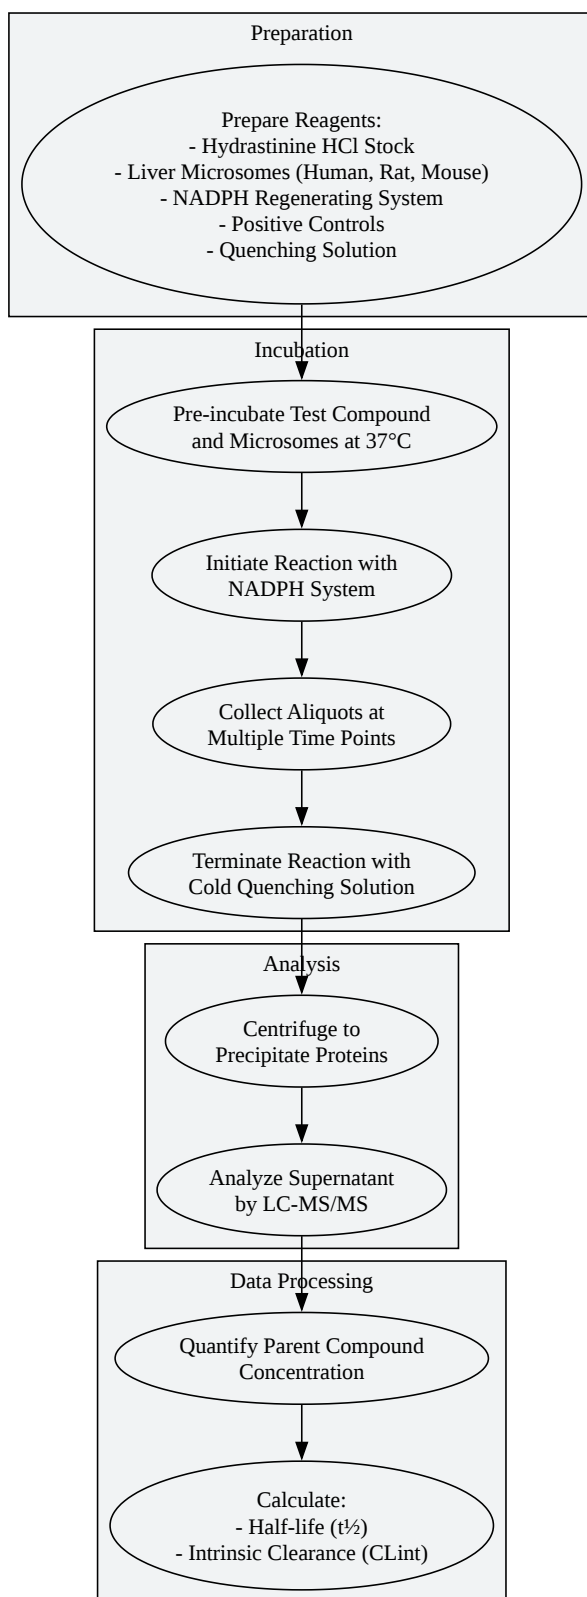 Preparation
Prepare Reagents:
- Hydrastinine HCl Stock
- Liver Microsomes (Human, Rat, Mouse)
- NADPH Regenerating System
- Positive Controls
- Quenching Solution
Incubation
Pre-incubate Test Compound
and Microsomes at 37°C
Initiate Reaction with
NADPH System
Collect Aliquots at
Multiple Time Points
Terminate Reaction with
Cold Quenching Solution
Analysis
Centrifuge to
Precipitate Proteins
Analyze Supernatant
by LC-MS/MS
Data Processing
Quantify Parent Compound
Concentration
Calculate:
- Half-life (t½)
- Intrinsic Clearance (CLint)